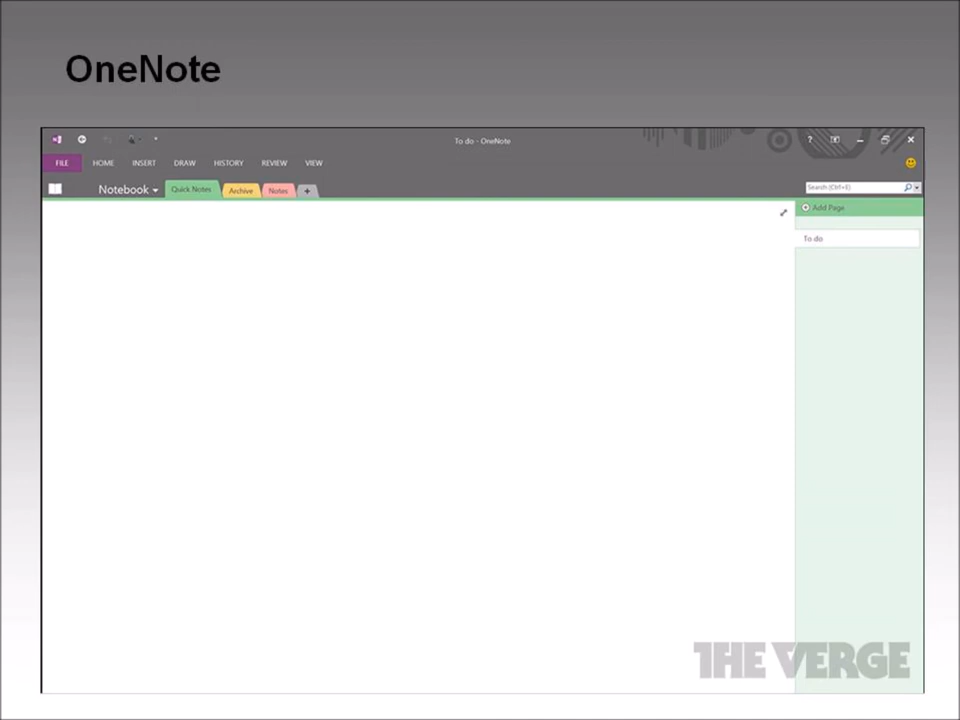 OneNote
To do - OneNote
?
FILE HOME INSERT DRAW HISTORY REVIEW VIEW
Notebook Quick Notes Archive Notes +
Search (Ctrl+E)
Add Page
To do
THE VERGE